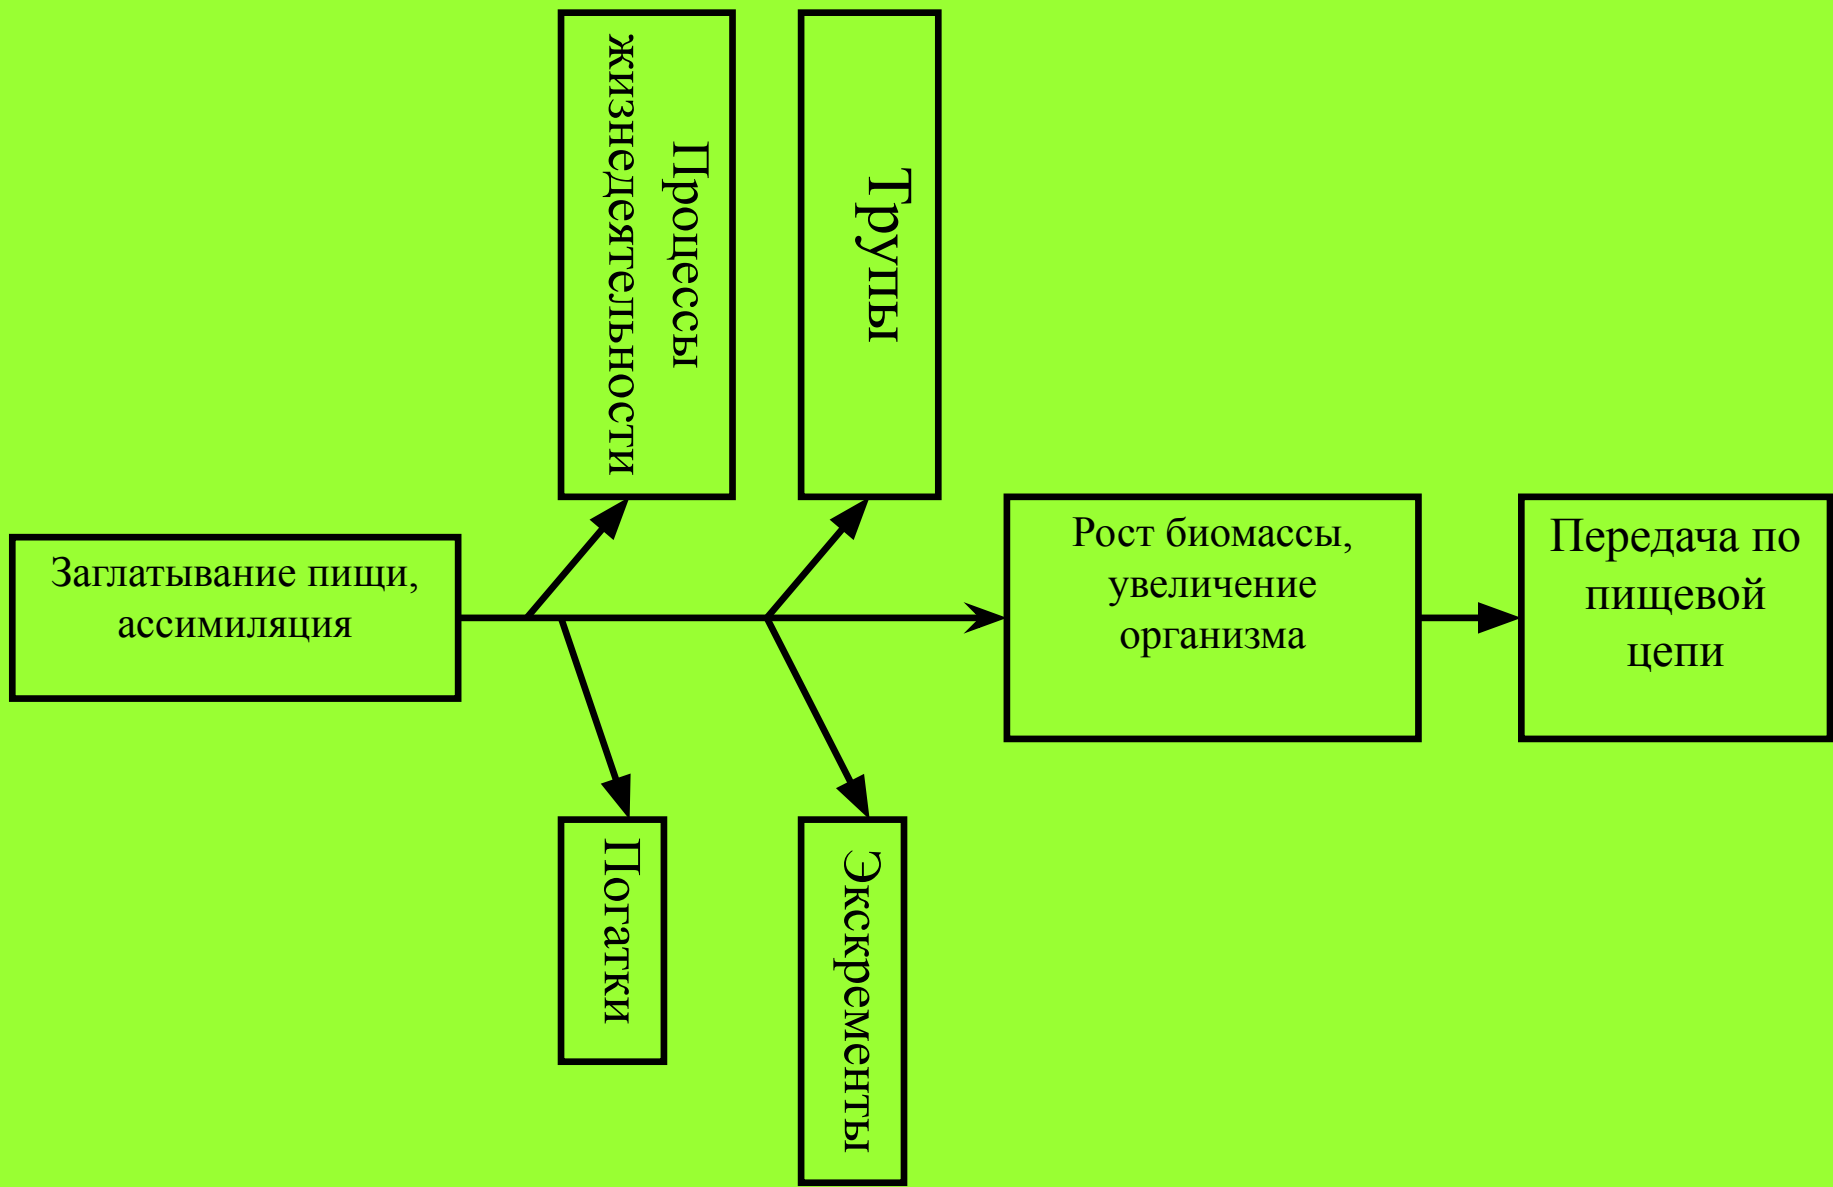 Процессы
жизнедеятельности
Трупы
Заглатывание пищи,
ассимиляция
Рост биомассы,
увеличение
организма
Передача по
пищевой
цепи
Погатки
Экскременты